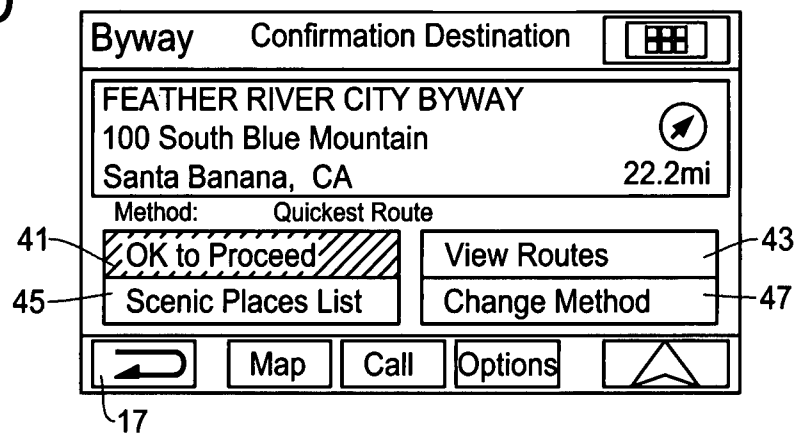 Byway Confirmation Destination
FEATHER RIVER CITY BYWAY
100 South Blue Mountain
Santa Banana, CA 22.2mi
Method: Quickest Route
41 OK to Proceed View Routes 43
45 Scenic Places List Change Method 47
Map Call Options
17